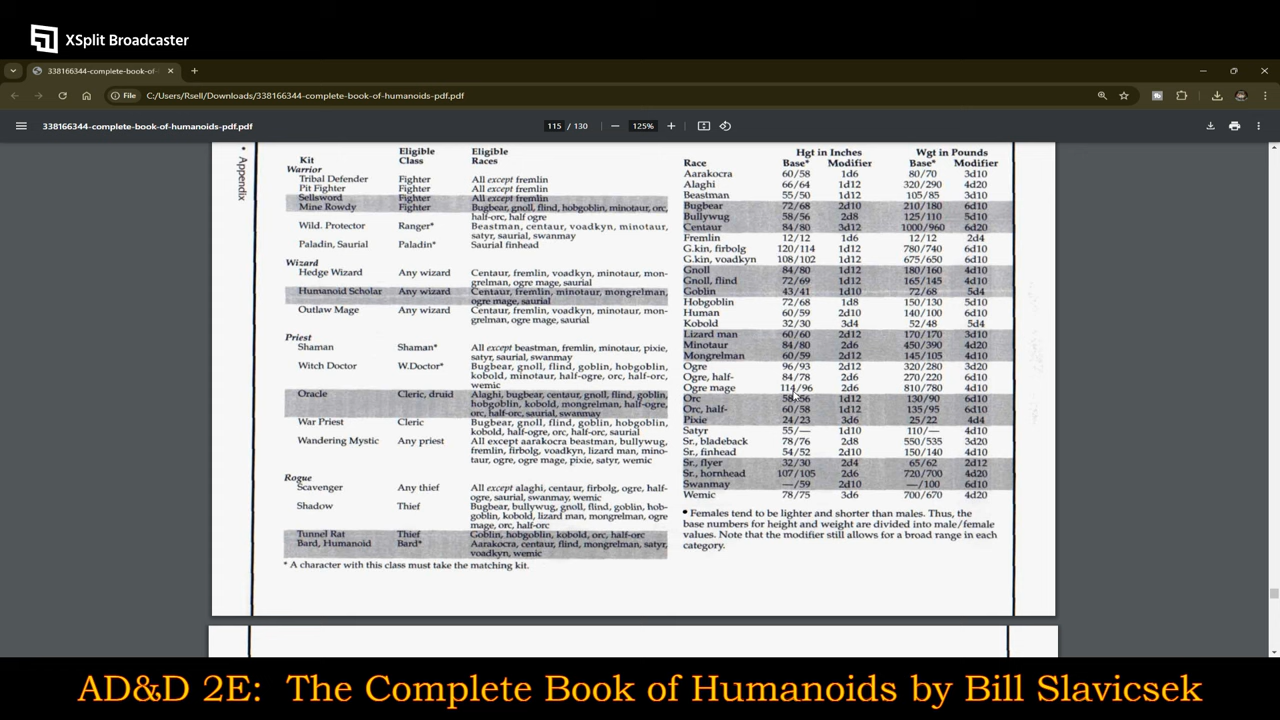 XSplit Broadcaster
338166344-complete-book-of-
File C:/Users/Rsell/Downloads/338166344-complete-book-of-humanoids-pdf.pdf
338166344-complete-book-of-humanoids-pdf.pdf
115 / 130
125%
• Appendix
Kit Eligible Class Eligible Races
Warrior
Tribal Defender Fighter All except fremlin
Pit Fighter Fighter All except fremlin
Sellsword Fighter All except fremlin
Mine Rowdy Fighter Bugbear, gnoll, flind, hobgoblin, minotaur, orc,
half-orc, half ogre
Wild. Protector Ranger* Beastman, centaur, voadkyn, minotaur,
satyr, saurial, swanmay
Paladin, Saurial Paladin* Saurial finhead
Wizard
Hedge Wizard Any wizard Centaur, fremlin, voadkyn, minotaur, mon-
grelman, ogre mage, saurial
Humanoid Scholar Any wizard Centaur, fremlin, minotaur, mongrelman,
ogre mage, saurial
Outlaw Mage Any wizard Centaur, fremlin, voadkyn, minotaur, mon-
grelman, ogre mage, saurial
Priest
Shaman Shaman* All except beastman, fremlin, minotaur, pixie,
satyr, saurial, swanmay
Witch Doctor W.Doctor* Bugbear, gnoll, flind, goblin, hobgoblin,
kobold, minotaur, half-ogre, orc, half-orc,
wemic
Oracle Cleric, druid Alaghi, bugbear, centaur, gnoll, flind, goblin,
hobgoblin, kobold, mongrelman, half-ogre,
orc, half-orc, saurial, swanmay
War Priest Cleric Bugbear, gnoll, flind, goblin, hobgoblin,
kobold, half-ogre, orc, half-orc, saurial
Wandering Mystic Any priest All except aarakocra beastman, bullywug,
fremlin, firbolg, voadkyn, lizard man, mino-
taur, ogre, ogre mage, pixie, satyr, wemic
Rogue
Scavenger Any thief All except alaghi, centaur, firbolg, ogre, half-
ogre, saurial, swanmay, wemic
Shadow Thief Bugbear, bullywug, gnoll, flind, goblin, hob-
goblin, kobold, lizard man, mongrelman, ogre
mage, orc, half-orc
Tunnel Rat Thief Goblin, hobgoblin, kobold, orc, half-orc
Bard, Humanoid Bard* Aarakocra, centaur, flind, mongrelman, satyr,
voadkyn, wemic
* A character with this class must take the matching kit.
Hgt in Inches Wgt in Pounds
Race Base* Modifier Base* Modifier
Aarakocra 60/58 1d6 80/70 3d10
Alaghi 66/64 1d12 320/290 4d20
Beastman 55/50 1d12 105/85 3d10
Bugbear 72/68 2d10 210/180 6d10
Bullywug 58/56 2d8 125/110 5d10
Centaur 84/80 3d12 1000/960 6d20
Fremlin 12/12 1d6 12/12 2d4
G.kin, firbolg 120/114 1d12 780/740 6d10
G.kin, voadkyn 108/102 1d12 675/650 6d10
Gnoll 84/80 1d12 180/160 4d10
Gnoll, flind 72/69 1d12 165/145 4d10
Goblin 43/41 1d10 72/68 5d4
Hobgoblin 72/68 1d8 150/130 5d10
Human 60/59 2d10 140/100 6d10
Kobold 32/30 3d4 52/48 5d4
Lizard man 60/60 2d12 170/170 3d10
Minotaur 84/80 2d6 450/390 4d20
Mongrelman 60/59 2d12 145/105 4d10
Ogre 96/93 2d12 320/280 3d20
Ogre, half- 84/78 2d6 270/220 6d10
Ogre mage 114/96 2d6 810/780 4d10
Orc 58/56 1d12 130/90 6d10
Orc, half- 60/58 1d12 135/95 6d10
Pixie 24/23 3d6 25/22 4d4
Satyr 55/— 1d10 110/— 4d10
Sr., bladeback 78/76 2d8 550/535 3d20
Sr., finhead 54/52 2d10 150/140 4d10
Sr., flyer 32/30 2d4 65/62 2d12
Sr., hornhead 107/105 2d6 720/700 4d20
Swanmay —/59 2d10 —/100 6d10
Wemic 78/75 3d6 700/670 4d20
• Females tend to be lighter and shorter than males. Thus, the
base numbers for height and weight are divided into male/female
values. Note that the modifier still allows for a broad range in each
category.
AD&D 2E: The Complete Book of Humanoids by Bill Slavicsek